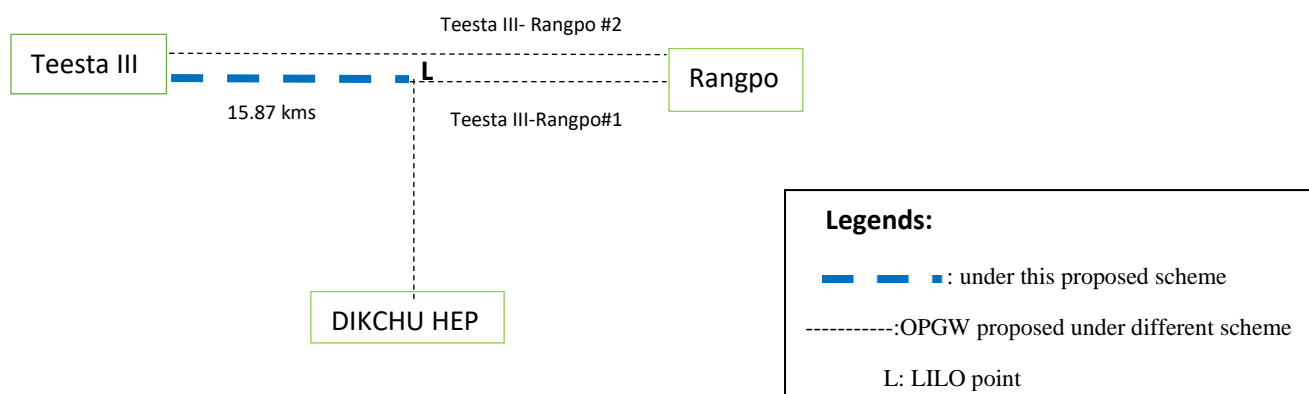 Teesta III- Rangpo #2
Teesta III
L
Rangpo
15.87 kms
Teesta III-Rangpo#1
DIKCHU HEP
Legends:
: under this proposed scheme
-----------:OPGW proposed under different scheme
L: LILO point